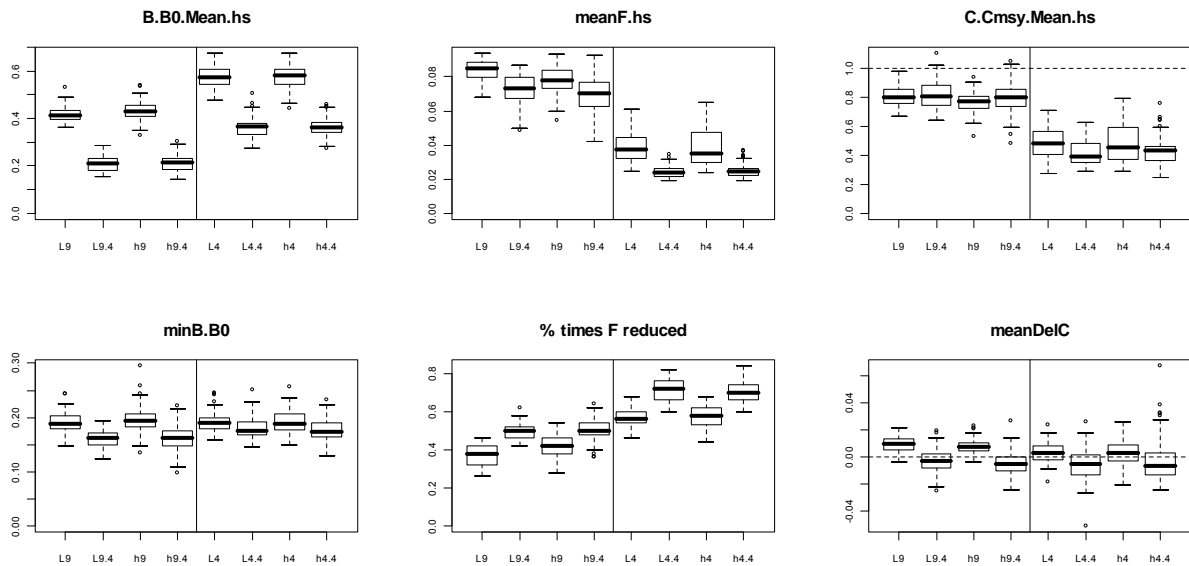 B.B0.Mean.hs
0.0 0.2 0.4 0.6
L9 L9.4 h9 h9.4 L4 L4.4 h4 h4.4
meanF.hs
0.00 0.02 0.04 0.06 0.08
L9 L9.4 h9 h9.4 L4 L4.4 h4 h4.4
C.Cmsy.Mean.hs
0.0 0.2 0.4 0.6 0.8 1.0
L9 L9.4 h9 h9.4 L4 L4.4 h4 h4.4
minB.B0
0.00 0.10 0.20 0.30
L9 L9.4 h9 h9.4 L4 L4.4 h4 h4.4
% times F reduced
0.0 0.2 0.4 0.6 0.8
L9 L9.4 h9 h9.4 L4 L4.4 h4 h4.4
meanDelC
-0.04 0.00 0.04
L9 L9.4 h9 h9.4 L4 L4.4 h4 h4.4